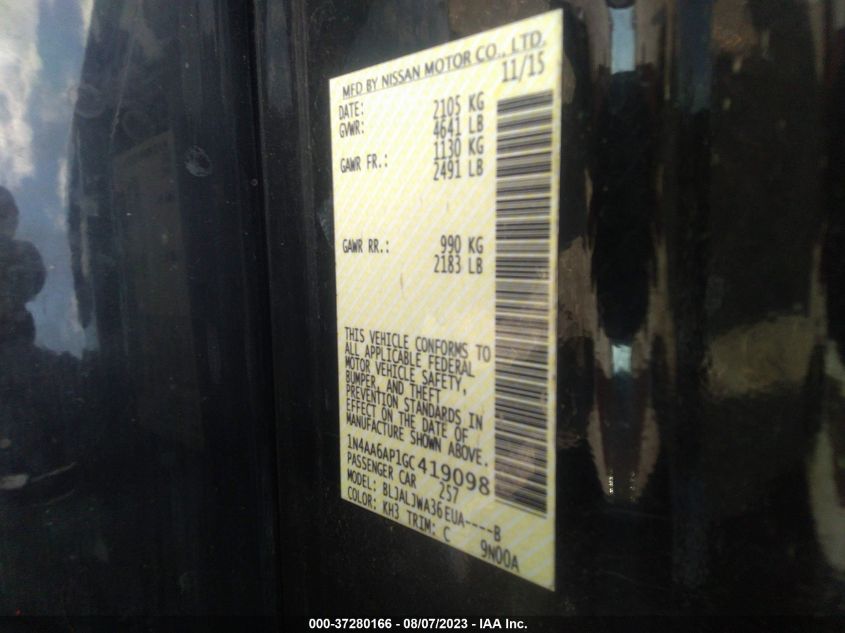 MFD BY NISSAN MOTOR CO., LTD.
DATE: 11/15
GVWR: 2105 KG
4641 LB
GAWR FR.: 1130 KG
2491 LB
GAWR RR.: 990 KG
2183 LB
THIS VEHICLE CONFORMS TO
ALL APPLICABLE FEDERAL
MOTOR VEHICLE SAFETY,
BUMPER, AND THEFT
PREVENTION STANDARDS IN
EFFECT ON THE DATE OF
MANUFACTURE SHOWN ABOVE.
1N4AA6AP1GC419098
PASSENGER CAR 257
MODEL: BLJALJWA36EUA----B
COLOR: KH3 TRIM: C 9N00A
000-37280166 - 08/07/2023 - IAA Inc.